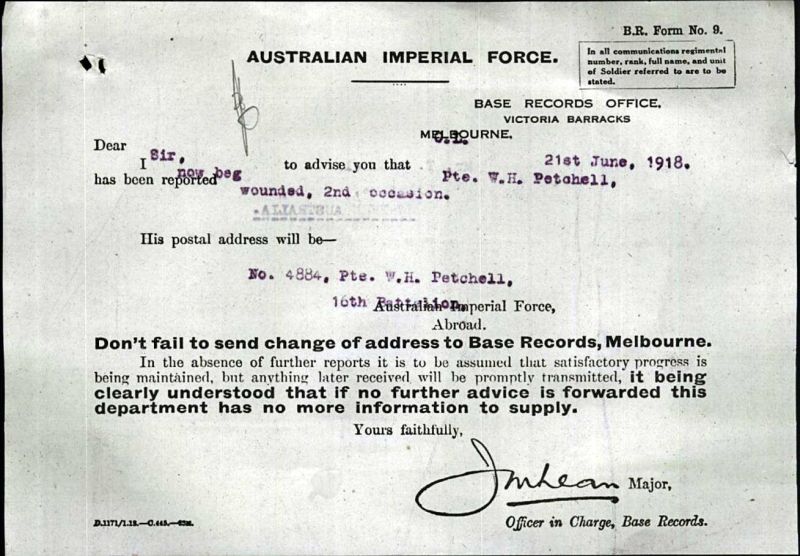 B.R. Form No. 9.
AUSTRALIAN IMPERIAL FORCE.
In all communications regimental
number, rank, full name, and unit
of Soldier referred to are to be
stated.
BASE RECORDS OFFICE,
VICTORIA BARRACKS
MELBOURNE,
21st June, 1918.
Dear Sir,
I now beg to advise you that Pte. W.H. Petchell,
has been reported
wounded, 2nd occasion.
His postal address will be—
No. 4884, Pte. W.H. Petchell,
16th Battalion,
Australian Imperial Force,
Abroad.
Don't fail to send change of address to Base Records, Melbourne.
In the absence of further reports it is to be assumed that satisfactory progress is
being maintained, but anything later received will be promptly transmitted, it being
clearly understood that if no further advice is forwarded this
department has no more information to supply.
Yours faithfully,
JMLean Major,
Officer in Charge, Base Records.